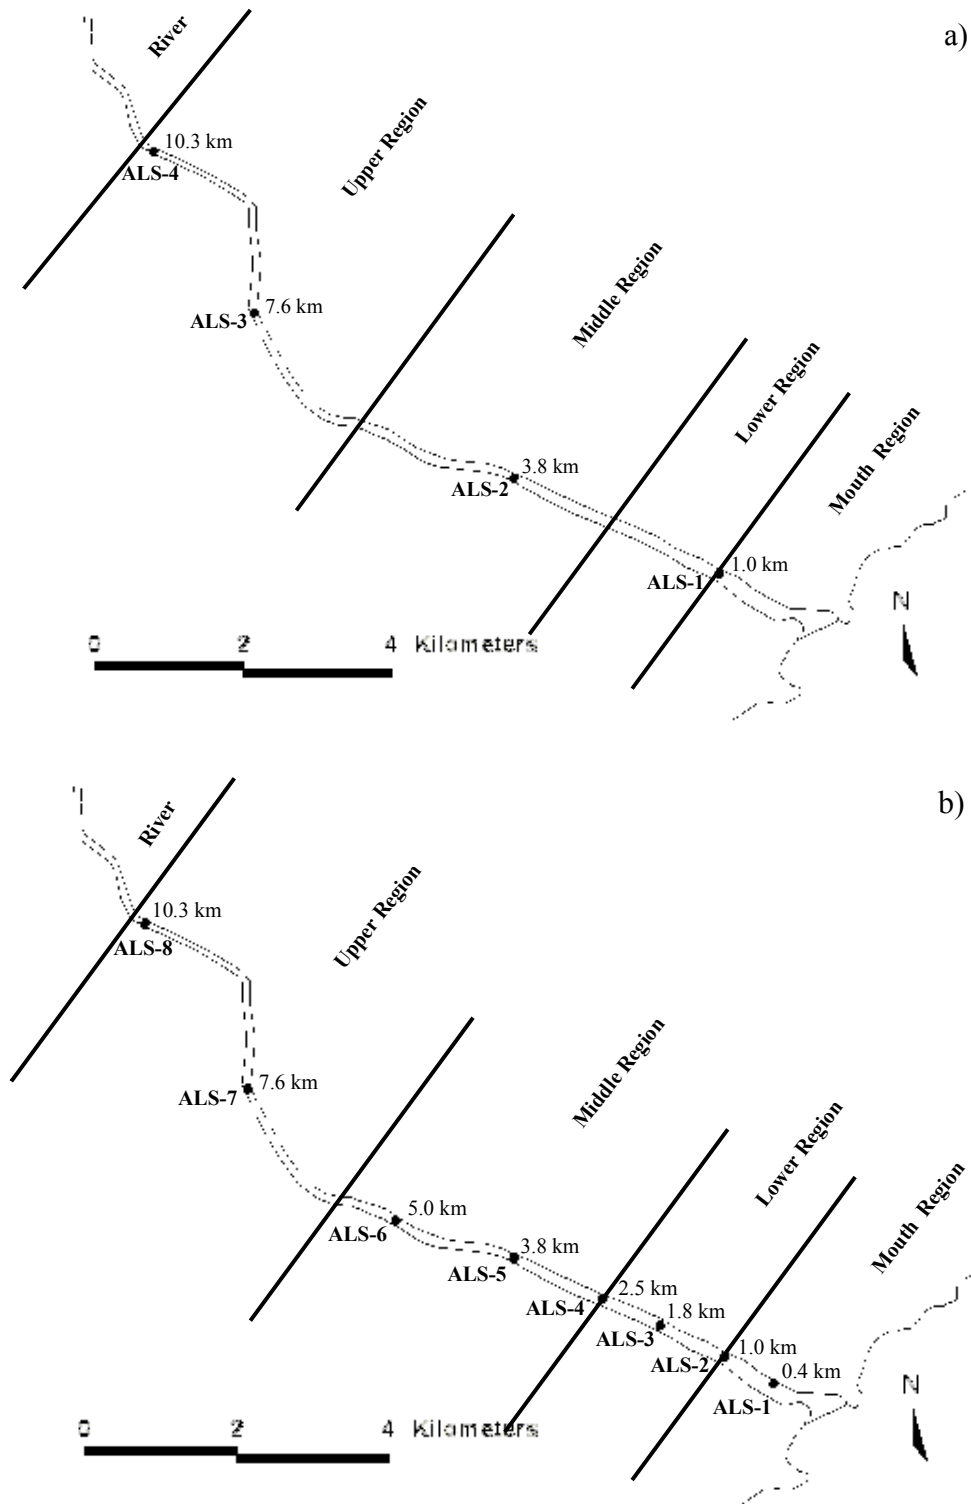 a)
River
10.3 km
ALS-4
Upper Region
7.6 km
ALS-3
Middle Region
3.8 km
ALS-2
Lower Region
Mouth Region
1.0 km
ALS-1
N
0 2 4 Kilometers
b)
River
10.3 km
ALS-8
Upper Region
7.6 km
ALS-7
Middle Region
5.0 km
ALS-6
3.8 km
ALS-5
2.5 km
ALS-4
1.8 km
ALS-3
Lower Region
1.0 km
ALS-2
Mouth Region
0.4 km
ALS-1
N
0 2 4 Kilometers